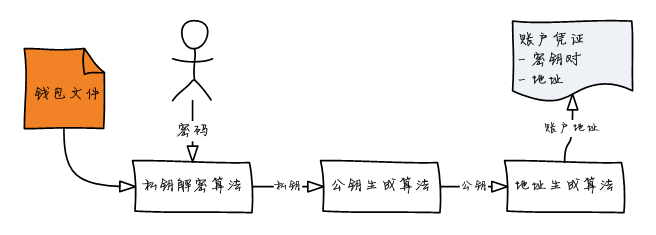 账户凭证
- 密钥对
- 地址
钱包文件
密码
账户地址
私钥解密算法
私钥
公钥生成算法
公钥
地址生成算法